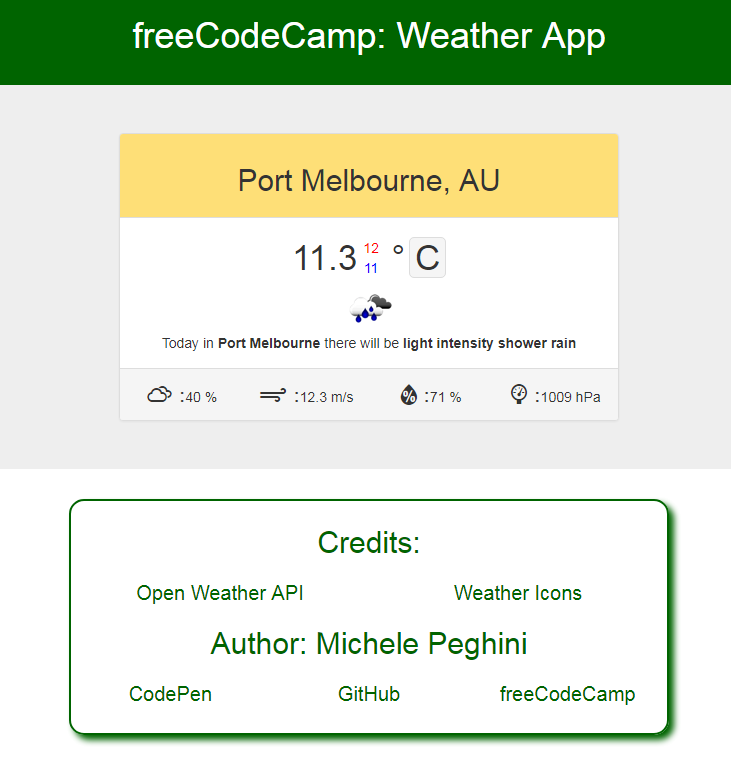 freeCodeCamp: Weather App
Port Melbourne, AU
11.3 12 11 ° C
Today in Port Melbourne there will be light intensity shower rain
:40 % :12.3 m/s % :71 % :1009 hPa
Credits:
Open Weather API Weather Icons
Author: Michele Peghini
CodePen GitHub freeCodeCamp